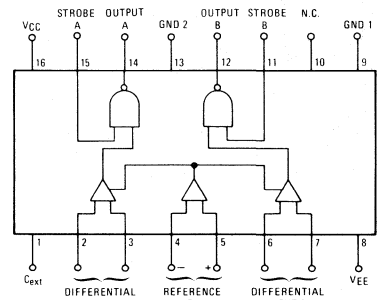 STROBE OUTPUT OUTPUT STROBE N.C.
VCC A A GND 2 B B GND 1
16 15 14 13 12 11 10 9
1 2 3 4 5 6 7 8
Cext - + VEE
DIFFERENTIAL REFERENCE DIFFERENTIAL